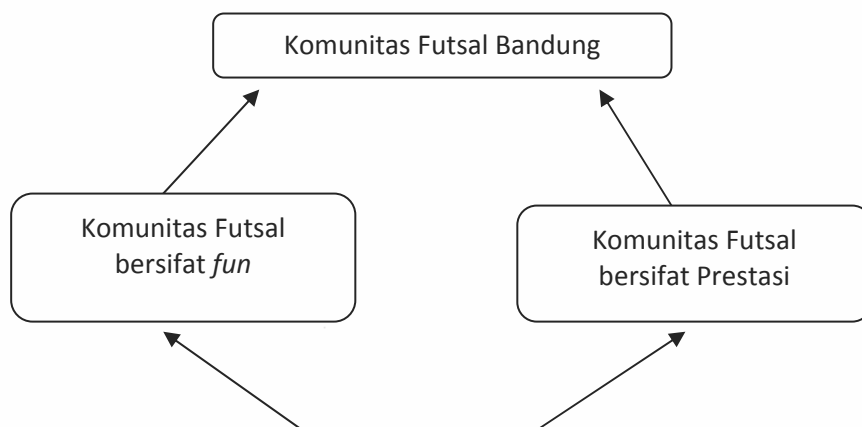 Komunitas Futsal Bandung
Komunitas Futsal
bersifat fun
Komunitas Futsal
bersifat Prestasi